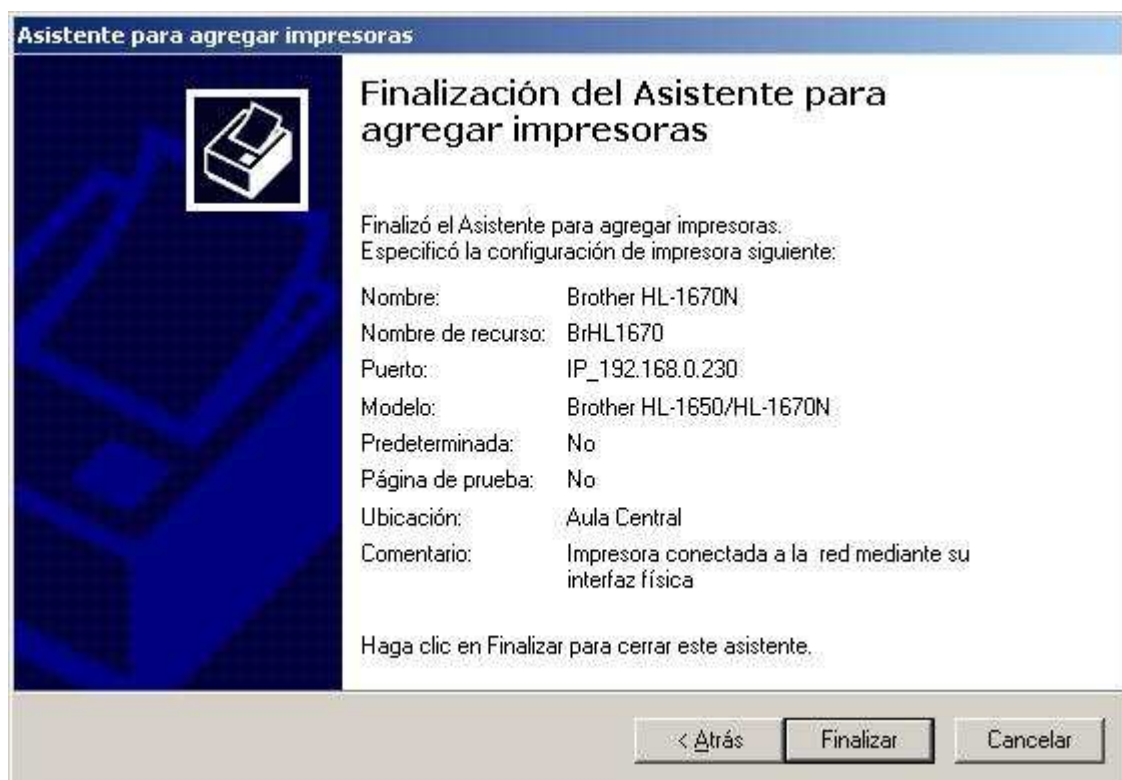 Asistente para agregar impresoras
Finalización del Asistente para
agregar impresoras
Finalizó el Asistente para agregar impresoras.
Especificó la configuración de impresora siguiente:
Nombre: Brother HL-1670N
Nombre de recurso: BrHL1670
Puerto: IP_192.168.0.230
Modelo: Brother HL-1650/HL-1670N
Predeterminada: No
Página de prueba: No
Ubicación: Aula Central
Comentario: Impresora conectada a la red mediante su
interfaz física
Haga clic en Finalizar para cerrar este asistente.
< Atrás Finalizar Cancelar